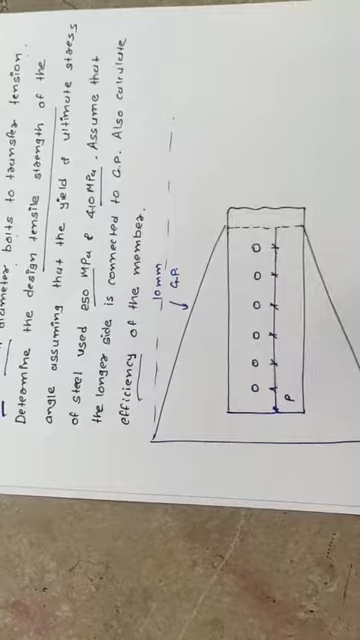 diameter bolts to transfer tension.
Determine the design tensile strength of the
angle assuming that the yield & ultimate stress
of steel used 250 MPa & 410 MPa. Assume that
the longer side is connected to G.P. Also calculate
efficiency of the member.
10mm
G.P.
P